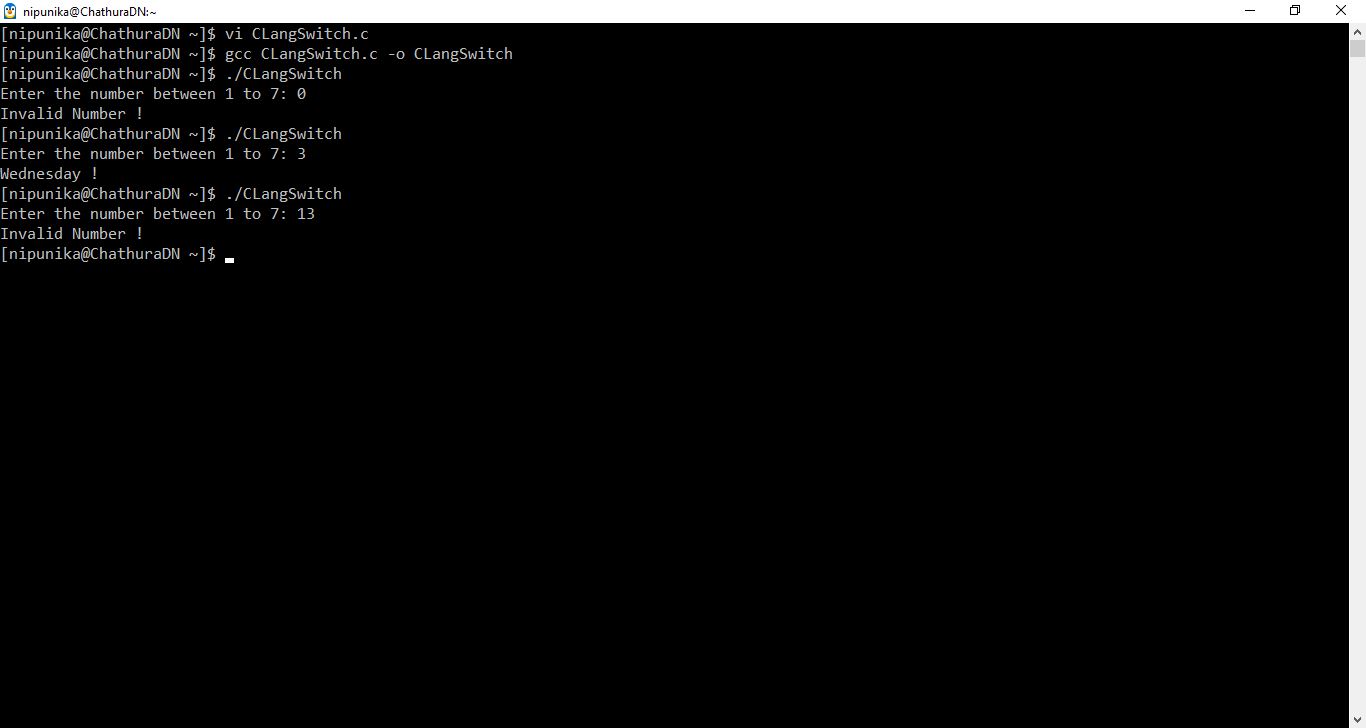 nipunika@ChathuraDN:~
[nipunika@ChathuraDN ~]$ vi CLangSwitch.c
[nipunika@ChathuraDN ~]$ gcc CLangSwitch.c -o CLangSwitch
[nipunika@ChathuraDN ~]$ ./CLangSwitch
Enter the number between 1 to 7: 0
Invalid Number !
[nipunika@ChathuraDN ~]$ ./CLangSwitch
Enter the number between 1 to 7: 3
Wednesday !
[nipunika@ChathuraDN ~]$ ./CLangSwitch
Enter the number between 1 to 7: 13
Invalid Number !
[nipunika@ChathuraDN ~]$